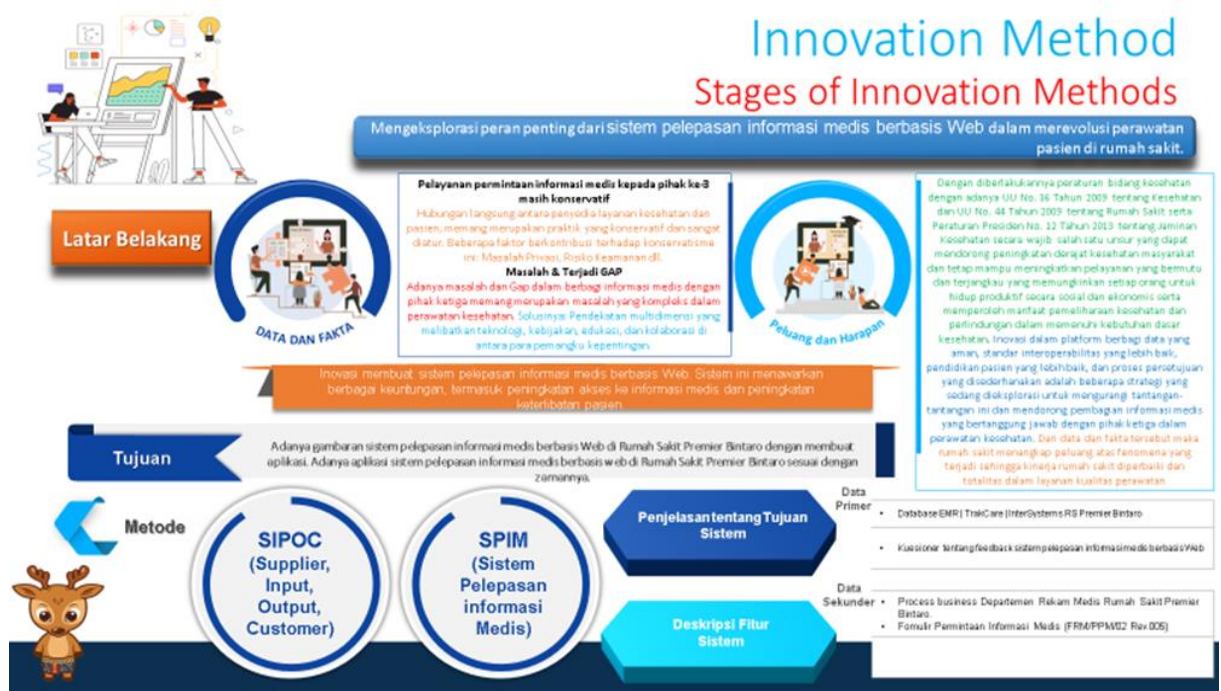 Innovation Method
Stages of Innovation Methods
Mengeksplorasi peran penting dari sistem pelepasan informasi medis berbasis Web dalam merevolusi perawatan
pasien di rumah sakit.
Latar Belakang
DATA DAN FAKTA
Pelayanan permintaan informasi medis kepada pihak ke-3
masih konservatif
Hubungan langsung antara penyedia layanan kesehatan dan
pasien, memang merupakan praktik yang konservatif dan sangat
diatur. Beberapa faktor berkontribusi terhadap konservatisme
ini: Masalah Privasi, Risiko Keamanan dll.
Masalah & Terjadi GAP
Adanya masalah dan Gap dalam berbagi informasi medis dengan
pihak ketiga memang merupakan masalah yang kompleks dalam
perawatan kesehatan. Solusinya: Pendekatan multidimensi yang
melibatkan teknologi, kebijakan, edukasi, dan kolaborasi di
antara para pemangku kepentingan.
Peluang dan Harapan
Dengan diberlakukannya peraturan bidang kesehatan
dengan adanya UU No. 36 Tahun 2009 tentang Kesehatan
dan UU No. 44 Tahun 2009 tentang Rumah Sakit serta
Peraturan Presiden No. 12 Tahun 2013 tentang Jaminan
Kesehatan secara wajib salah satu unsur yang dapat
mendorong peningkatan derajat kesehatan masyarakat
dan tetap mampu meningkatkan pelayanan yang bermutu
dan terjangkau yang memungkinkan setiap orang untuk
hidup produktif secara sosial dan ekonomis serta
memperoleh manfaat pemeliharaan kesehatan dan
perlindungan dalam memenuhi kebutuhan dasar
kesehatan. Inovasi dalam platform berbagi data yang
aman, standar interoperabilitas yang lebih baik,
pendidikan pasien yang lebih baik, dan proses persetujuan
yang disederhanakan adalah beberapa strategi yang
sedang dieksplorasi untuk mengurangi tantangan-
tantangan ini dan mendorong pembagian informasi medis
yang bertanggung jawab dengan pihak ketiga dalam
perawatan kesehatan. Dari data dan fakta tersebut maka
rumah sakit menangkap peluang atas fenomena yang
terjadi sehingga kinerja rumah sakit diperbaiki dan
totalitas dalam layanan kualitas perawatan
Inovasi membuat sistem pelepasan informasi medis berbasis Web. Sistem ini menawarkan
berbagai keuntungan, termasuk peningkatan akses ke informasi medis dan peningkatan
keterlibatan pasien.
Tujuan
Adanya gambaran sistem pelepasan informasi medis berbasis Web di Rumah Sakit Premier Bintaro dengan membuat
aplikasi. Adanya aplikasi sistem pelepasan informasi medis berbasis web di Rumah Sakit Premier Bintaro sesuai dengan
zamannya.
Metode
SIPOC
(Supplier,
Input,
Output,
Customer)
SPIM
(Sistem
Pelepasan
informasi
Medis)
Penjelasan tentang Tujuan
Sistem
Deskripsi Fitur
Sistem
Data
Primer
• Database EMR | TrakCare | InterSystems RS Premier Bintaro
• Kuesioner tentang feedback sistem pelepasan informasi medis berbasis Web
Data
Sekunder
• Process business Departemen Rekam Medis Rumah Sakit Premier
Bintaro.
• Fomulir Permintaan Informasi Medis (FRM/PPM/02 Rev 005)